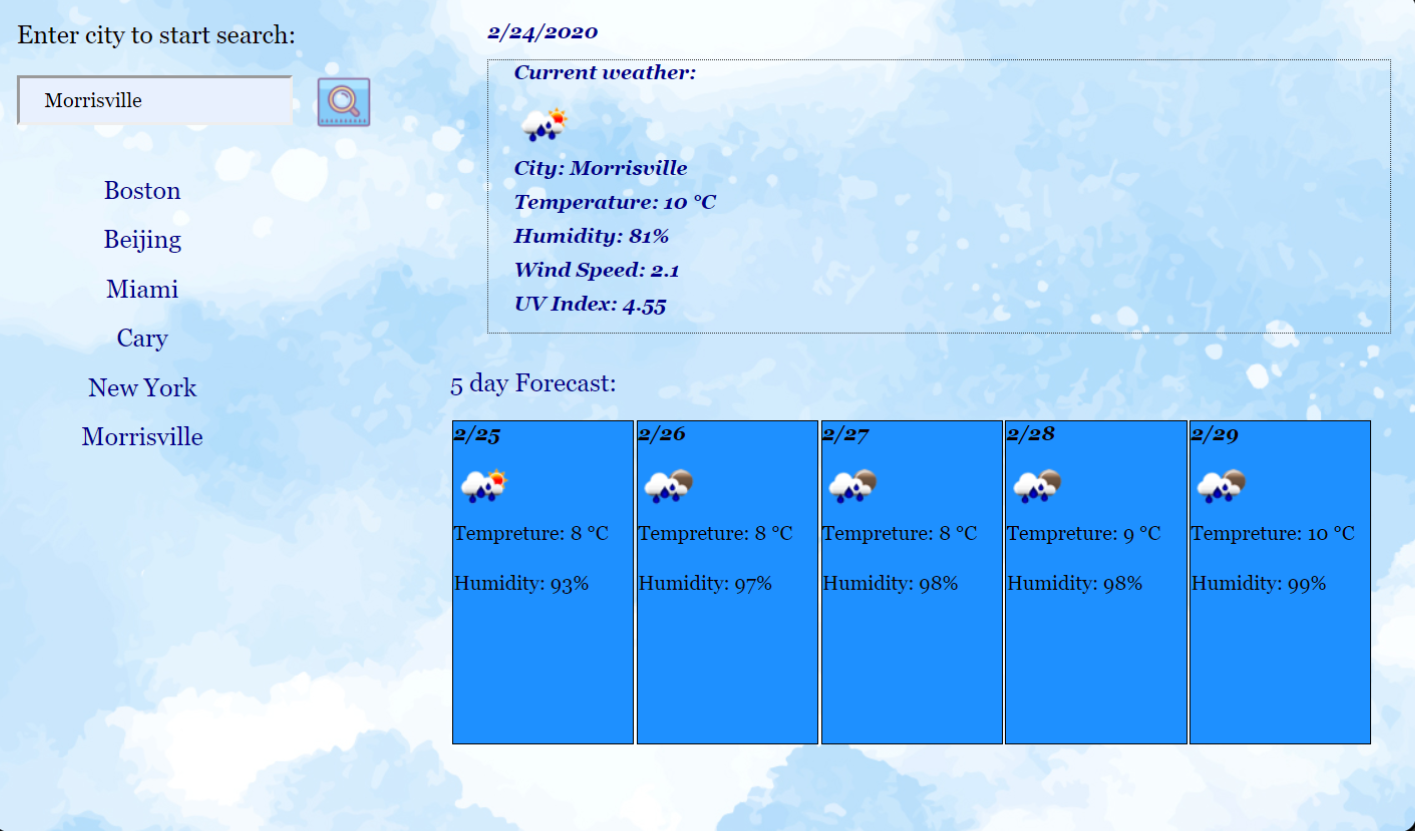 Enter city to start search:
Morrisville
Boston
Beijing
Miami
Cary
New York
Morrisville
2/24/2020
Current weather:
City: Morrisville
Temperature: 10 °C
Humidity: 81%
Wind Speed: 2.1
UV Index: 4.55
5 day Forecast:
2/25
Tempreture: 8 °C
Humidity: 93%
2/26
Tempreture: 8 °C
Humidity: 97%
2/27
Tempreture: 8 °C
Humidity: 98%
2/28
Tempreture: 9 °C
Humidity: 98%
2/29
Tempreture: 10 °C
Humidity: 99%